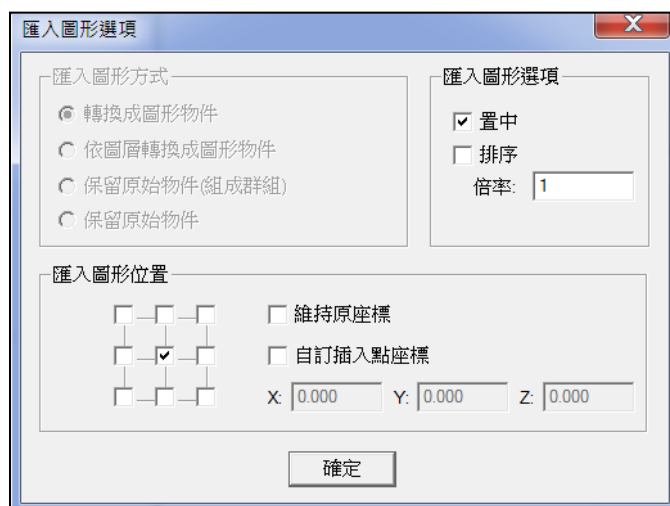 匯入圖形選項
匯入圖形方式
轉換成圖形物件
依圖層轉換成圖形物件
保留原始物件(組成群組)
保留原始物件
匯入圖形選項
置中
排序
倍率: 1
匯入圖形位置
維持原座標
自訂插入點座標
X: 0.000 Y: 0.000 Z: 0.000
確定